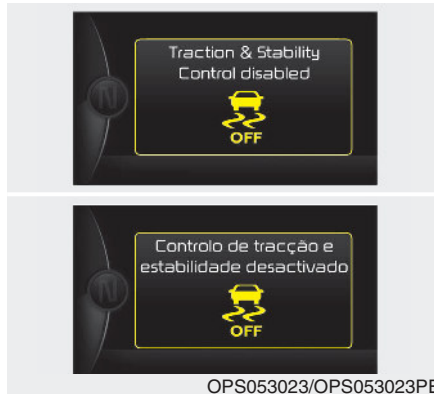 Traction & Stability
Control disabled
OFF
Controlo de tracção e
estabilidade desactivado
OFF
OPS053023/OPS053023PE